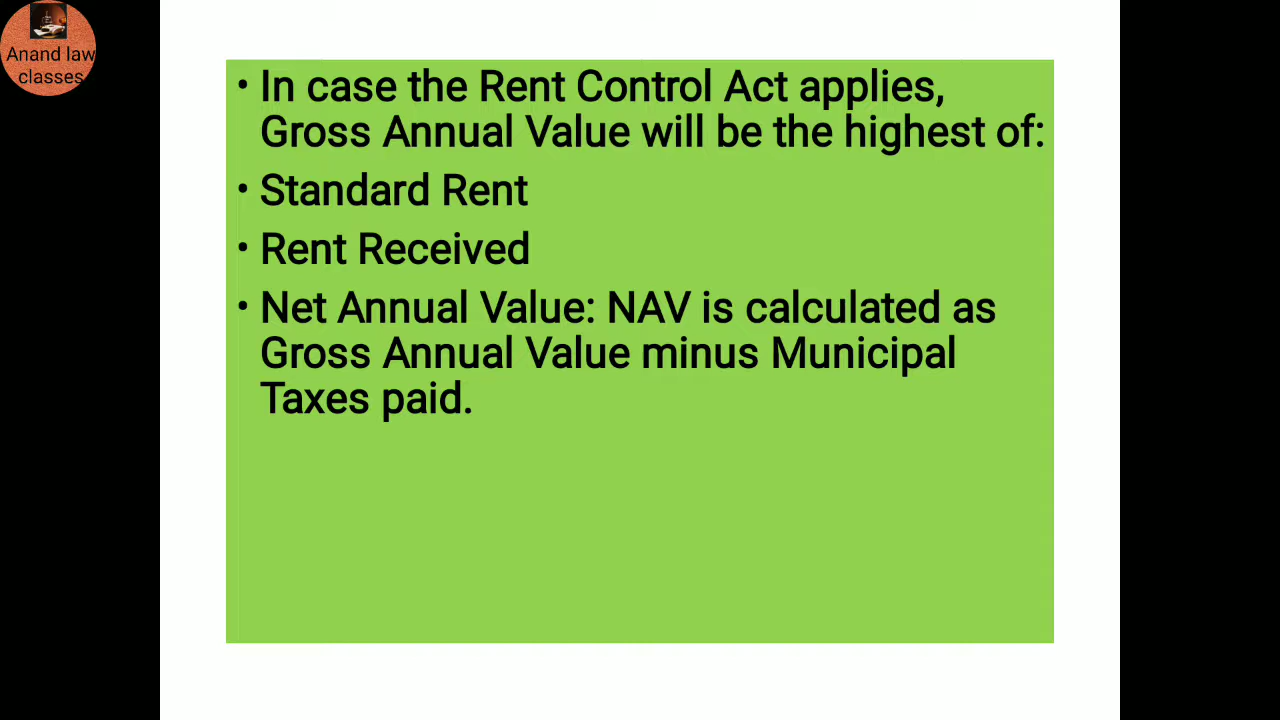 Anand law
classes
• In case the Rent Control Act applies,
Gross Annual Value will be the highest of:
• Standard Rent
• Rent Received
• Net Annual Value: NAV is calculated as
Gross Annual Value minus Municipal
Taxes paid.